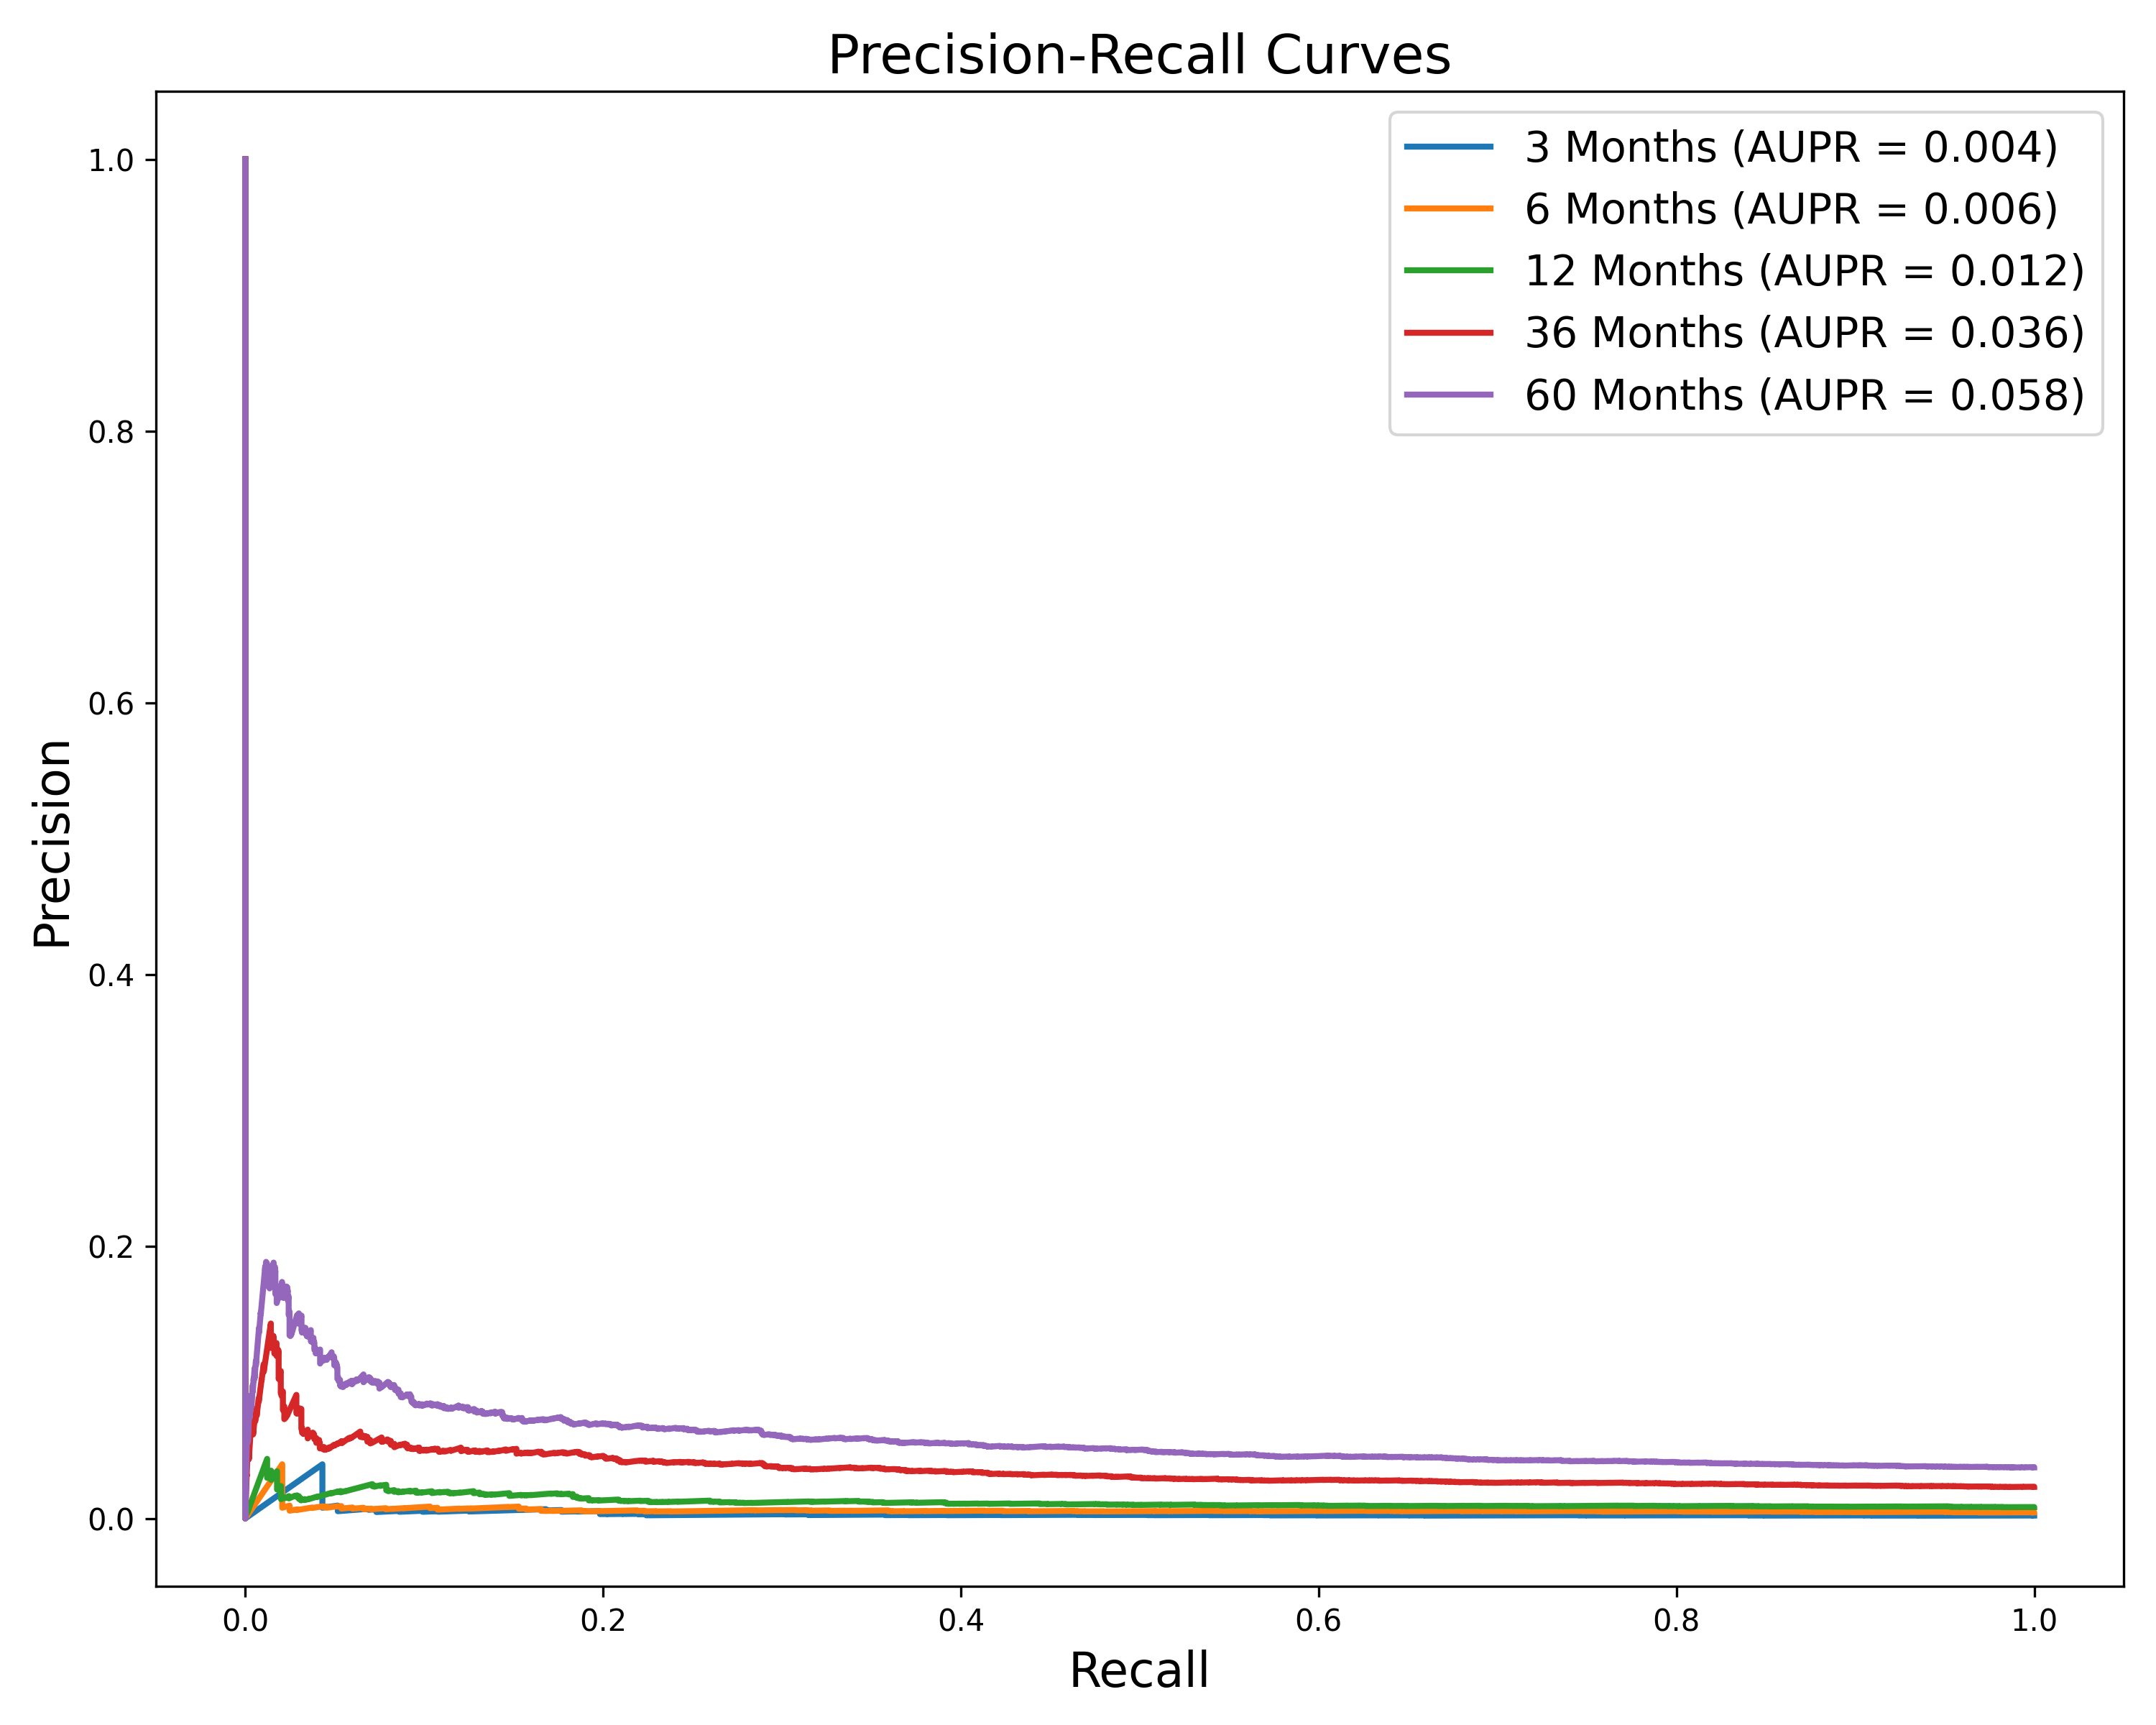 Precision-Recall Curves
3 Months (AUPR = 0.004)
6 Months (AUPR = 0.006)
12 Months (AUPR = 0.012)
36 Months (AUPR = 0.036)
60 Months (AUPR = 0.058)
Precision
1.0
0.8
0.6
0.4
0.2
0.0
0.0 0.2 0.4 0.6 0.8 1.0
Recall